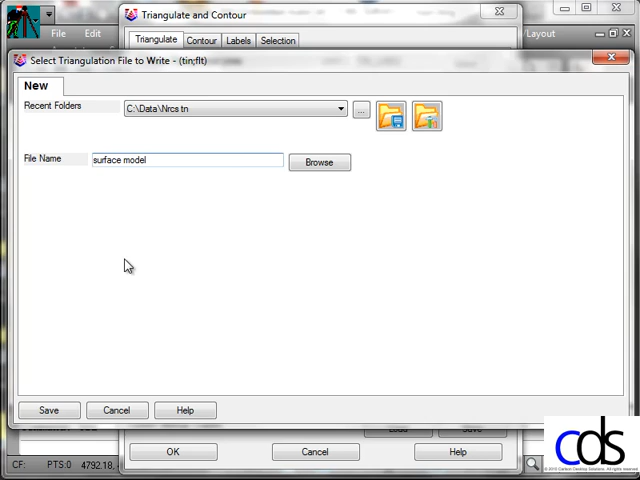 Triangulate and Contour
File Edit
Triangulate Contour Labels Selection
/Layout
Select Triangulation File to Write - (tin;flt)
New
Recent Folders C:\Data\Nrcs tn ...
File Name surface model Browse
Save Cancel Help
OK Cancel Help
CF: PTS:0 4792.18,
cds